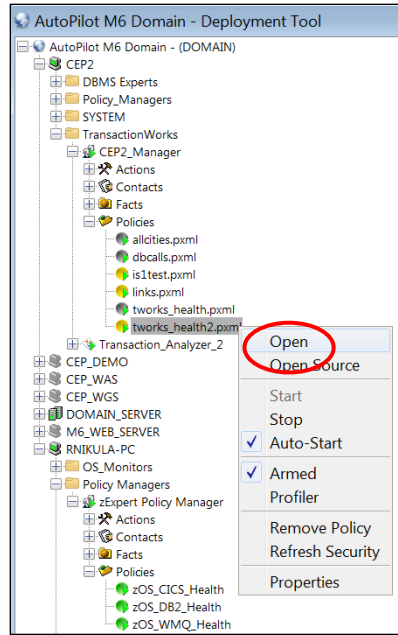 AutoPilot M6 Domain - Deployment Tool
AutoPilot M6 Domain - (DOMAIN)
CEP2
DBMS Experts
Policy_Managers
SYSTEM
TransactionWorks
CEP2_Manager
Actions
Contacts
Facts
Policies
allcities.pxml
dbcalls.pxml
is1test.pxml
links.pxml
tworks_health.pxml
tworks_health2.pxml
Transaction_Analyzer_2
CEP_DEMO
CEP_WAS
CEP_WGS
DOMAIN_SERVER
M6_WEB_SERVER
RNIKULA-PC
OS_Monitors
Policy Managers
zExpert Policy Manager
Actions
Contacts
Facts
Policies
zOS_CICS_Health
zOS_DB2_Health
zOS_WMQ_Health
Open
Open Source
Start
Stop
Auto-Start
Armed
Profiler
Remove Policy
Refresh Security
Properties